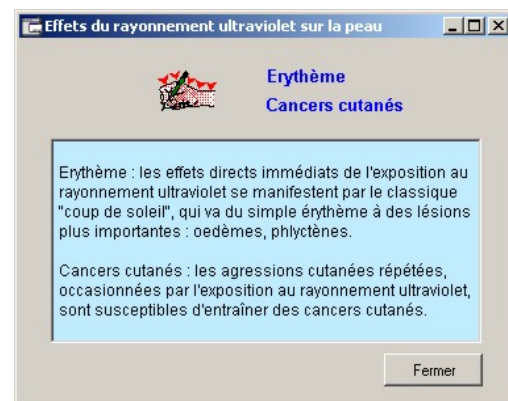 Effets du rayonnement ultraviolet sur la peau
Erythème
Cancers cutanés
Erythème : les effets directs immédiats de l'exposition au
rayonnement ultraviolet se manifestent par le classique
"coup de soleil", qui va du simple érythème à des lésions
plus importantes : oedèmes, phlyctènes.
Cancers cutanés : les agressions cutanées répétées,
occasionnées par l'exposition au rayonnement ultraviolet,
sont susceptibles d'entraîner des cancers cutanés.
Fermer